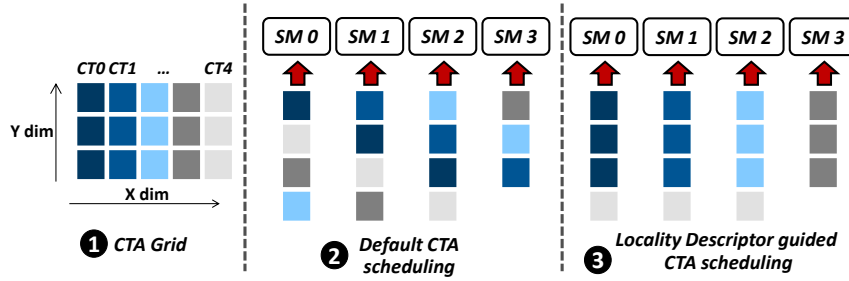 CT0 CT1 ... CT4
Y dim
X dim
1 CTA Grid
SM 0 SM 1 SM 2 SM 3
2 Default CTA
scheduling
SM 0 SM 1 SM 2 SM 3
3 Locality Descriptor guided
CTA scheduling